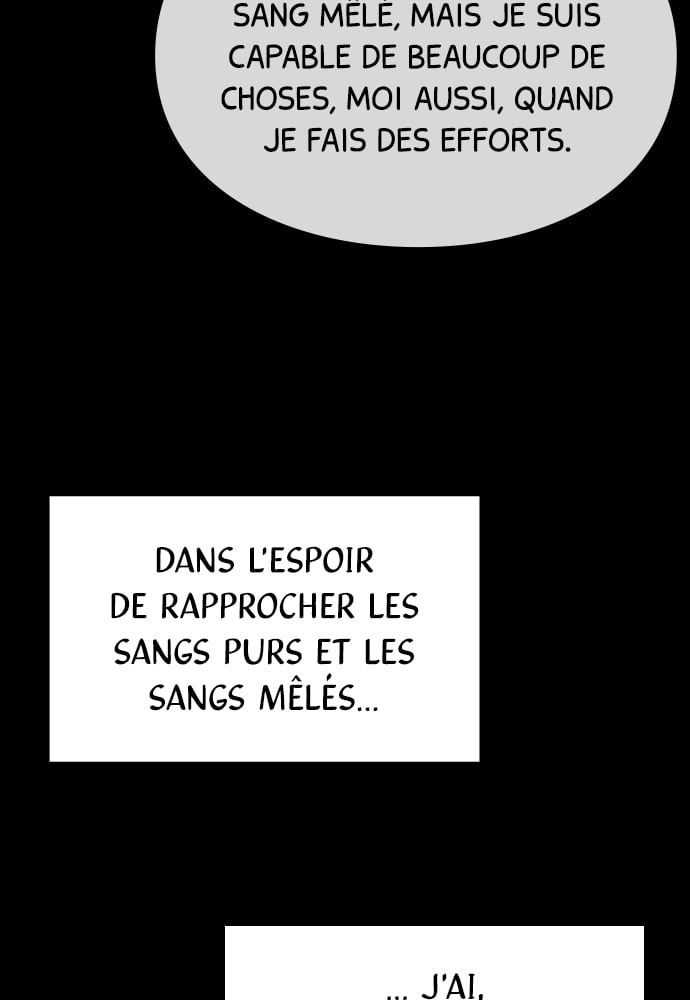 SANG MÊLÉ, MAIS JE SUIS
CAPABLE DE BEAUCOUP DE
CHOSES, MOI AUSSI, QUAND
JE FAIS DES EFFORTS.
DANS L'ESPOIR
DE RAPPROCHER LES
SANGS PURS ET LES
SANGS MÊLÉS...
... J'AI,